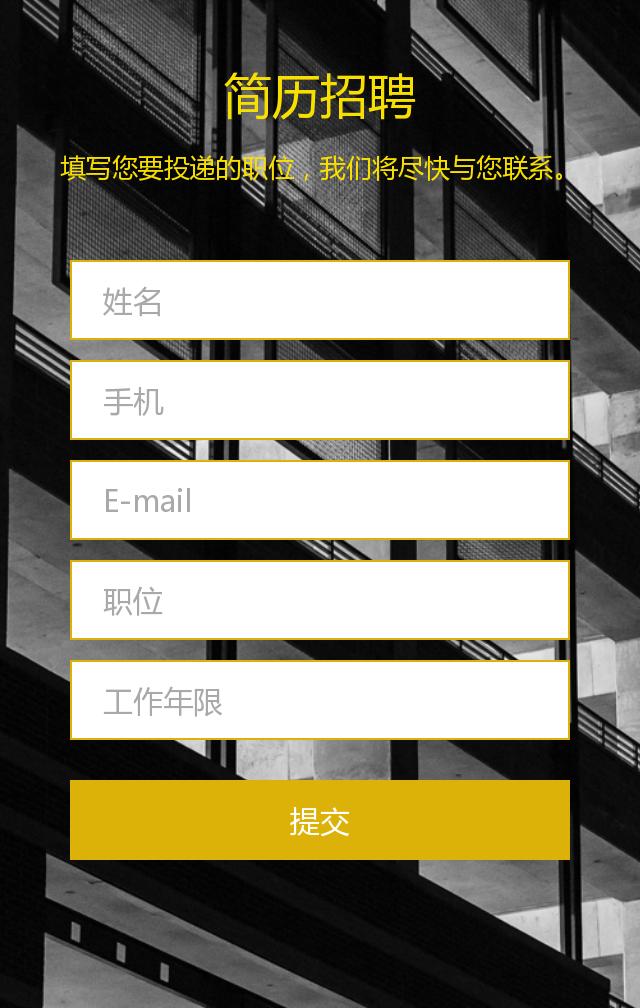 简历招聘
填写您要投递的职位，我们将尽快与您联系。
姓名
手机
E-mail
职位
工作年限
提交